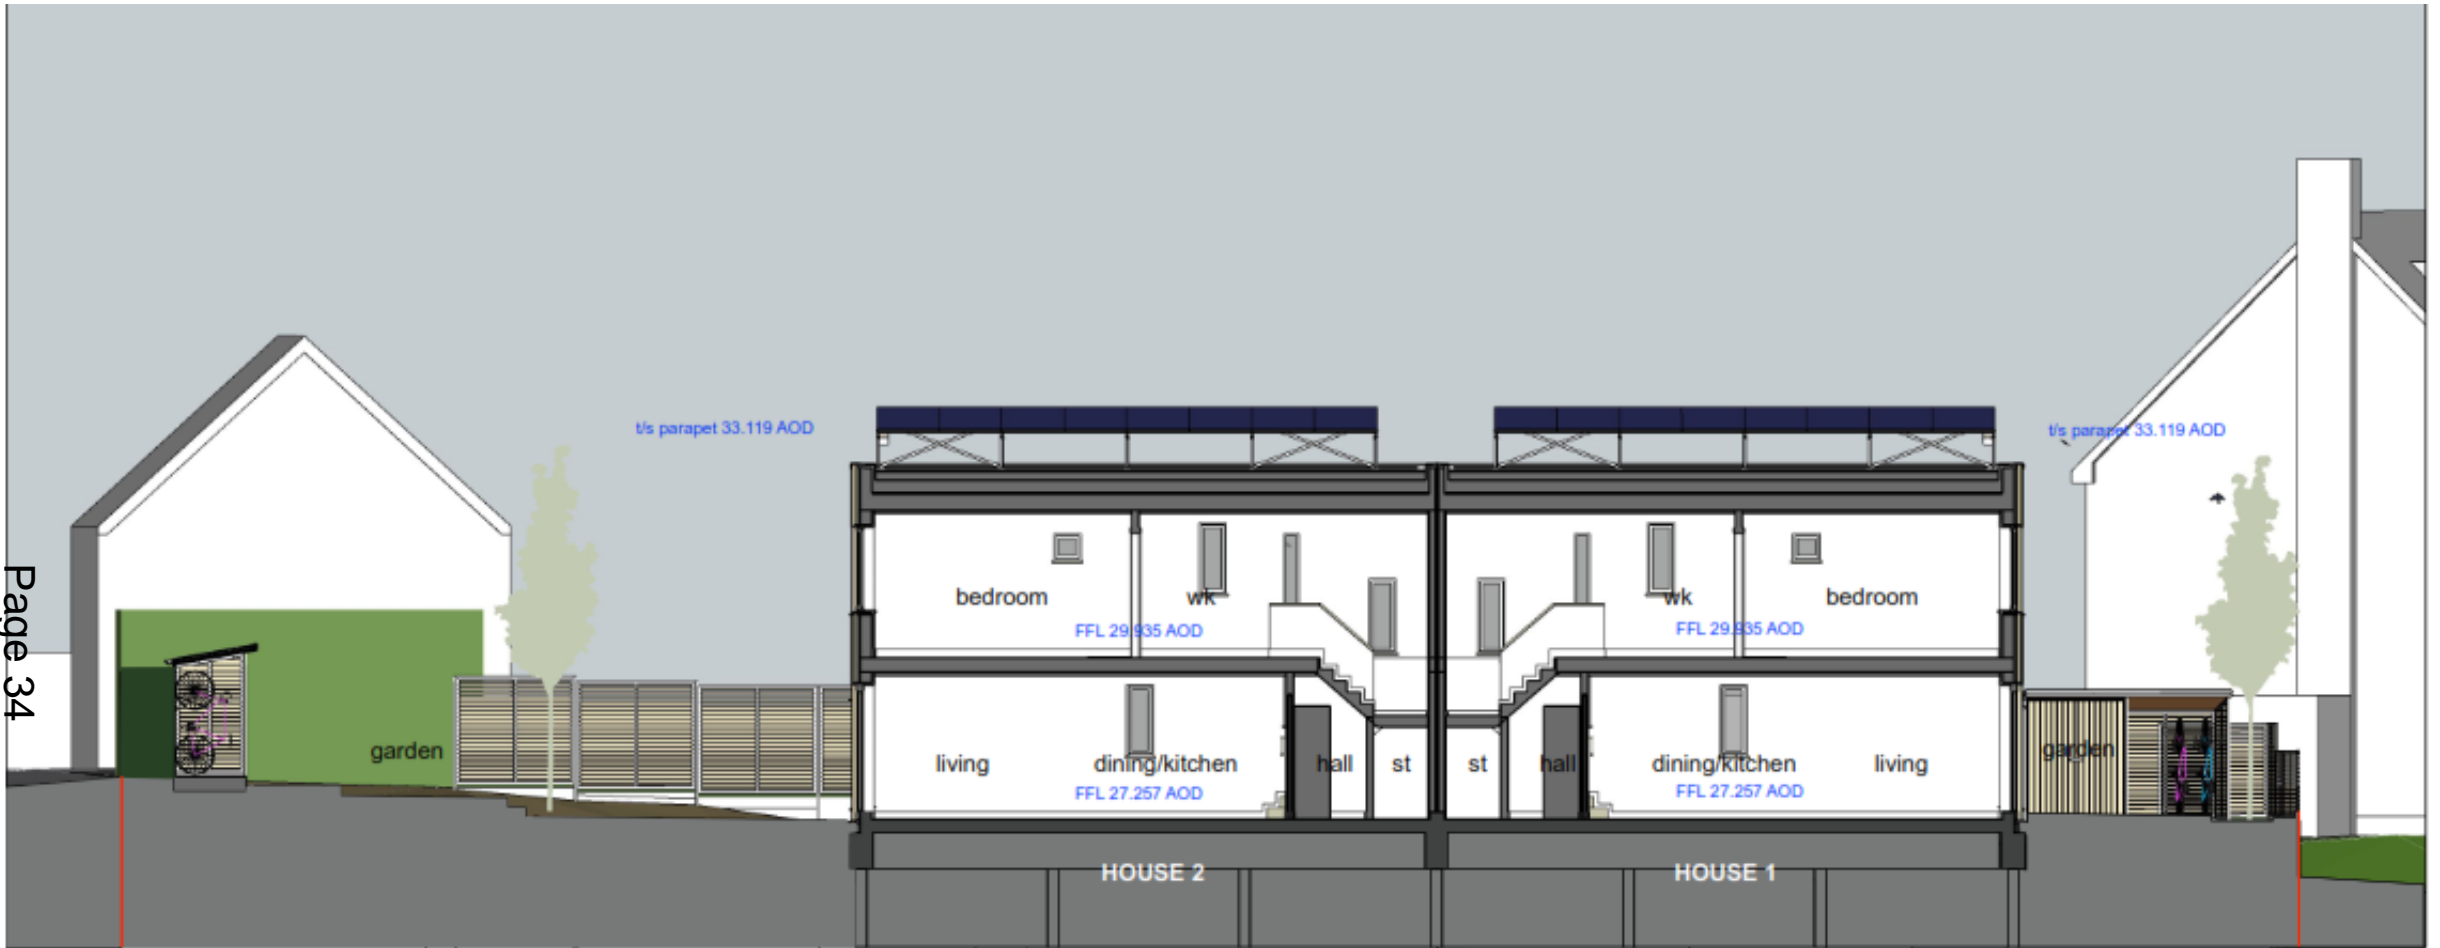 t/s parapet 33.119 AOD
t/s parapet 33.119 AOD
bedroom
wk
wk
bedroom
FFL 29.935 AOD
FFL 29.935 AOD
garden
living
dining/kitchen
hall
st
st
hall
dining/kitchen
living
garden
FFL 27.257 AOD
FFL 27.257 AOD
HOUSE 2
HOUSE 1
Page 34